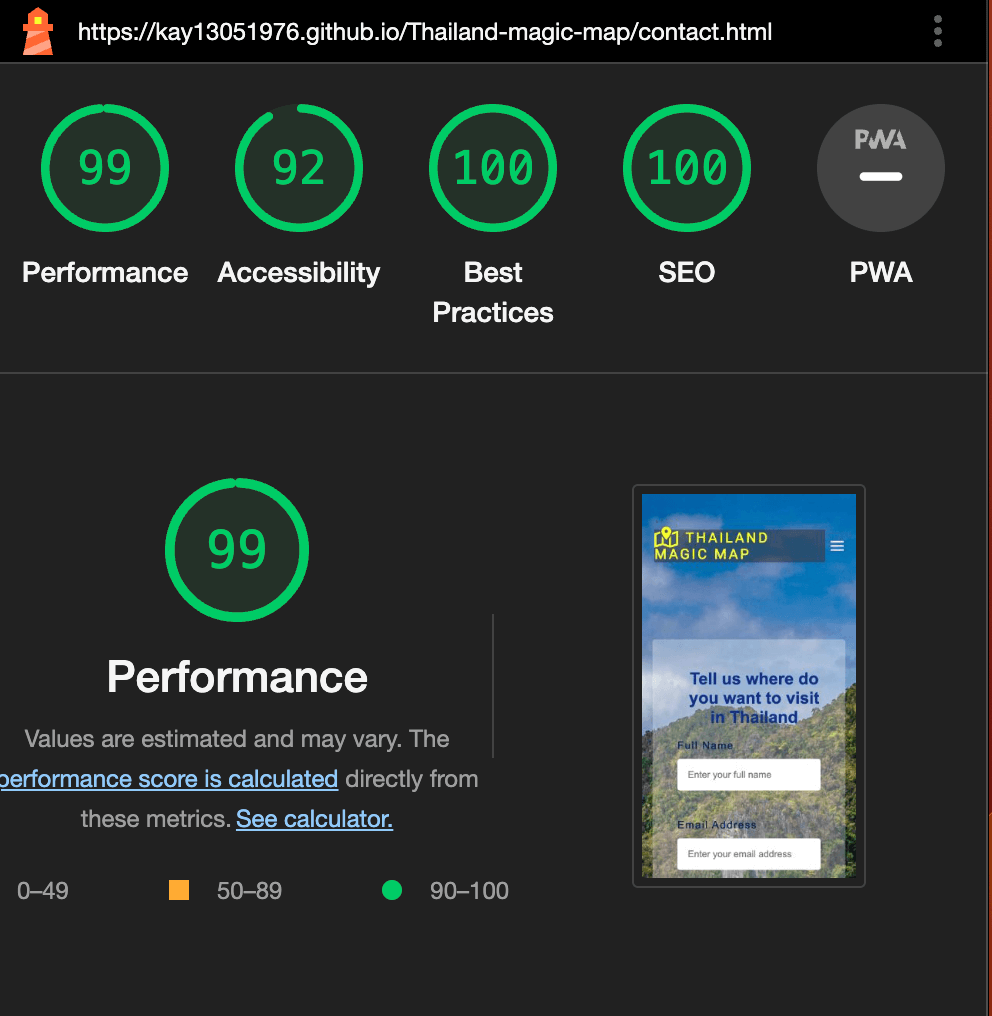 https://kay13051976.github.io/Thailand-magic-map/contact.html
99
92
100
100
PWA
Performance
Accessibility
Best
Practices
SEO
PWA
99
Performance
Values are estimated and may vary. The
performance score is calculated directly from
these metrics. See calculator.
0–49
50–89
90–100
THAILAND
MAGIC MAP
Tell us where do
you want to visit
in Thailand
Full Name
Enter your full name
Email Address
Enter your email address